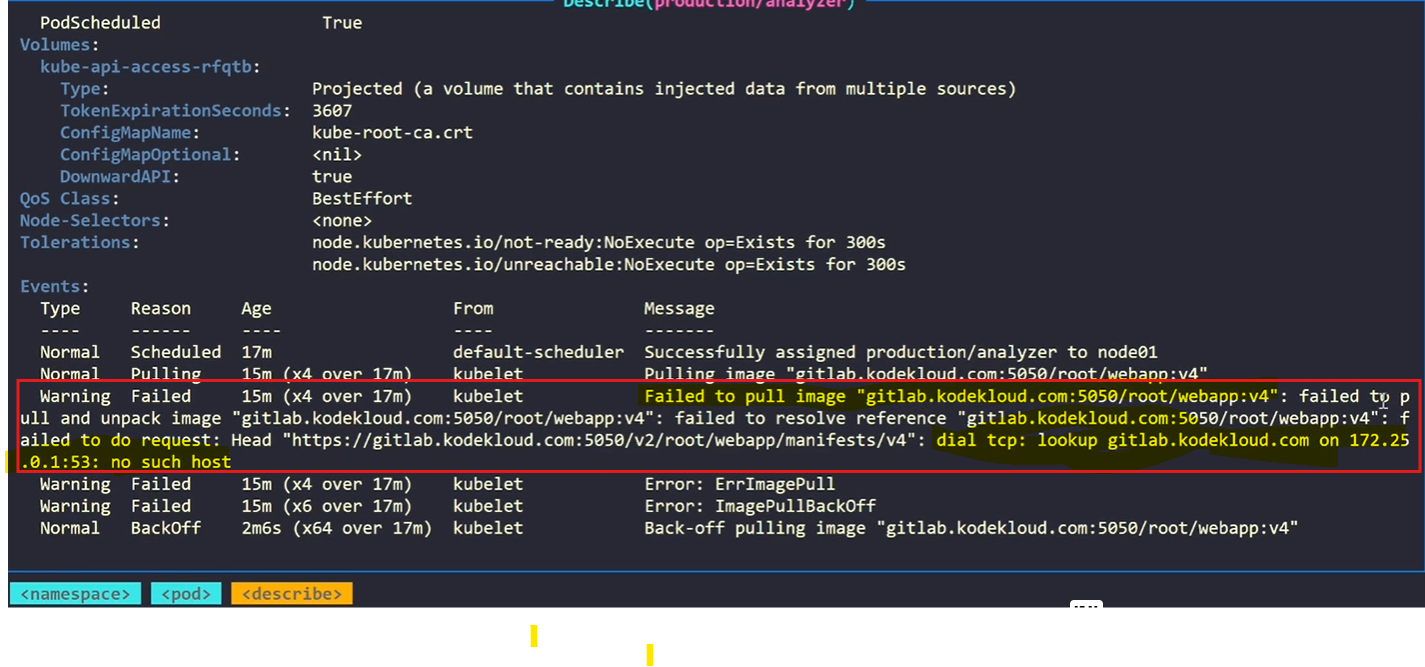 Describe(production/analyzer)
PodScheduled True
Volumes:
kube-api-access-rfqtb:
Type: Projected (a volume that contains injected data from multiple sources)
TokenExpirationSeconds: 3607
ConfigMapName: kube-root-ca.crt
ConfigMapOptional: <nil>
DownwardAPI: true
QoS Class: BestEffort
Node-Selectors: <none>
Tolerations: node.kubernetes.io/not-ready:NoExecute op=Exists for 300s
node.kubernetes.io/unreachable:NoExecute op=Exists for 300s
Events:
Type Reason Age From Message
---- ------ ---- ---- -------
Normal Scheduled 17m default-scheduler Successfully assigned production/analyzer to node01
Normal Pulling 15m (x4 over 17m) kubelet Pulling image "gitlab.kodekloud.com:5050/root/webapp:v4"
Warning Failed 15m (x4 over 17m) kubelet Failed to pull image "gitlab.kodekloud.com:5050/root/webapp:v4": failed to p
ull and unpack image "gitlab.kodekloud.com:5050/root/webapp:v4": failed to resolve reference "gitlab.kodekloud.com:5050/root/webapp:v4": f
ailed to do request: Head "https://gitlab.kodekloud.com:5050/v2/root/webapp/manifests/v4": dial tcp: lookup gitlab.kodekloud.com on 172.25
.0.1:53: no such host
Warning Failed 15m (x4 over 17m) kubelet Error: ErrImagePull
Warning Failed 15m (x6 over 17m) kubelet Error: ImagePullBackOff
Normal BackOff 2m6s (x64 over 17m) kubelet Back-off pulling image "gitlab.kodekloud.com:5050/root/webapp:v4"
<namespace> <pod> <describe>